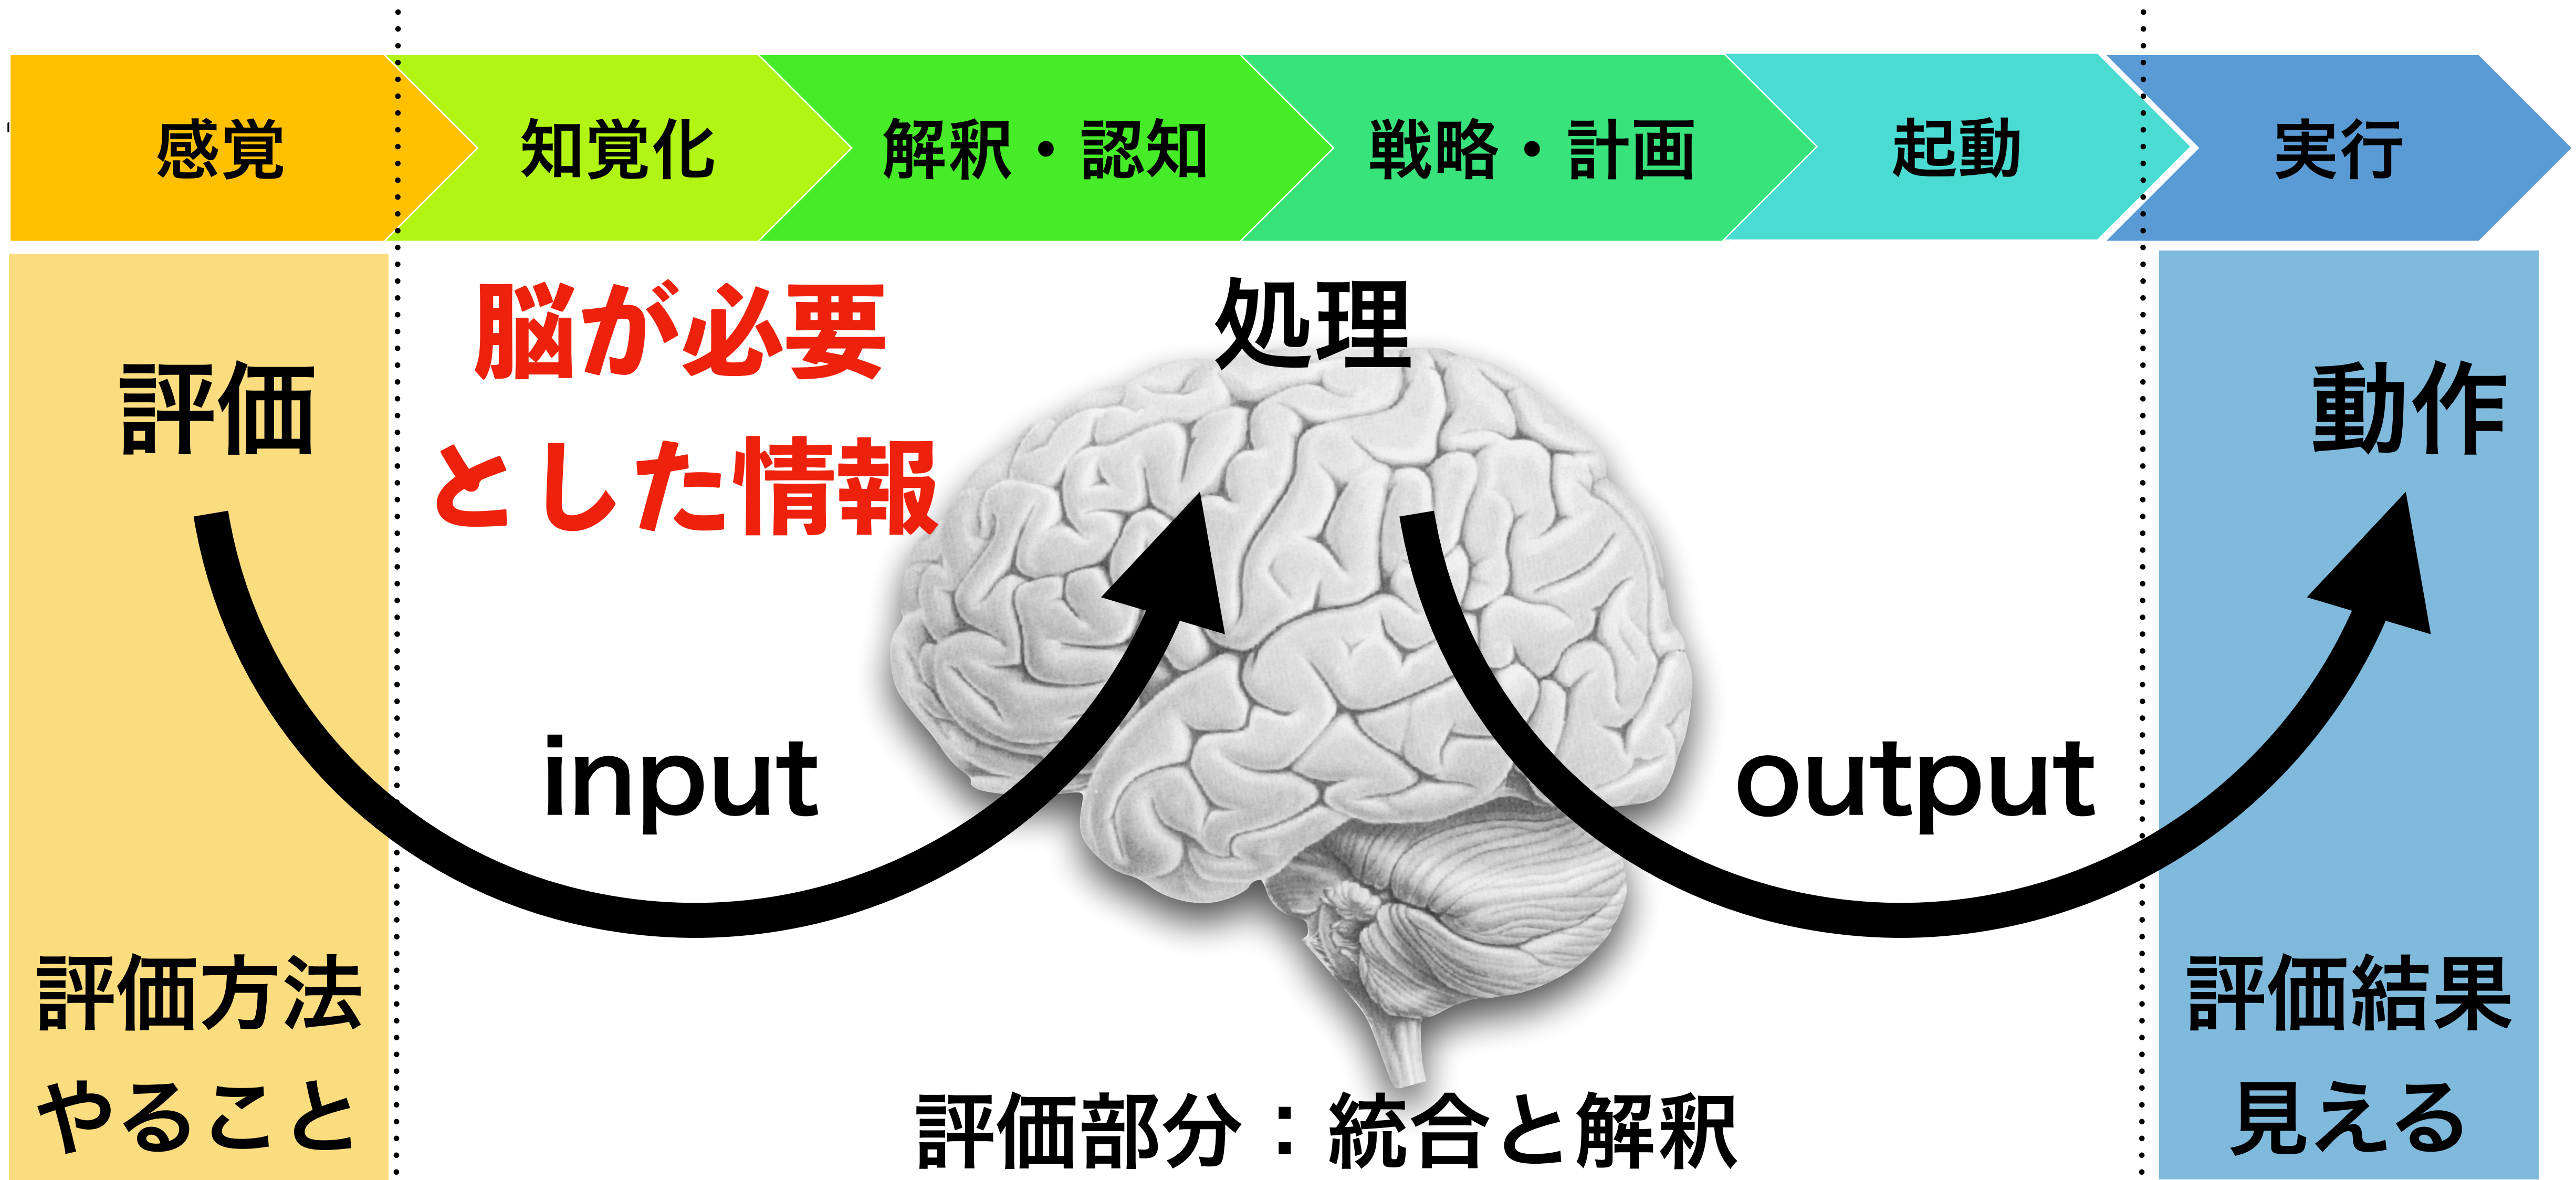 感覚
知覚化
解釈・認知
戦略・計画
起動
実行
評価
脳が必要
とした情報
処理
動作
input
output
評価方法
やること
評価部分：統合と解釈
評価結果
見える